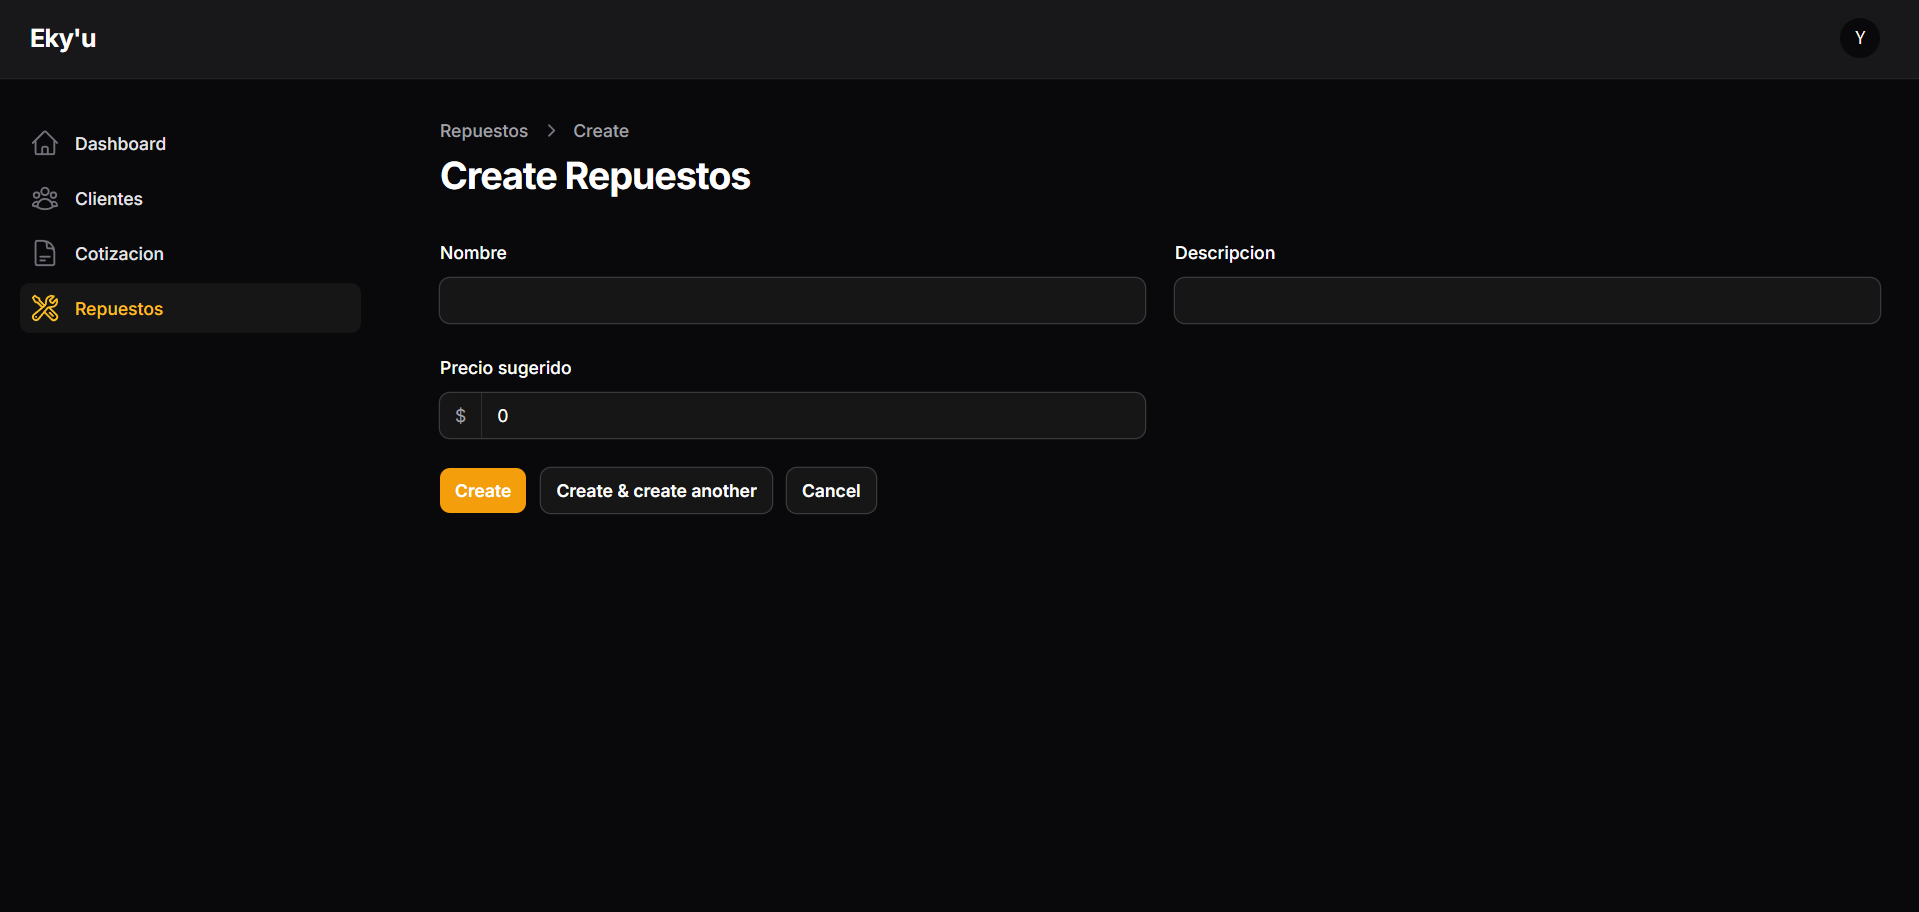 Eky'u
Y
Dashboard
Clientes
Cotizacion
Repuestos
Repuestos > Create
Create Repuestos
Nombre
Descripcion
Precio sugerido
$ 0
Create
Create & create another
Cancel